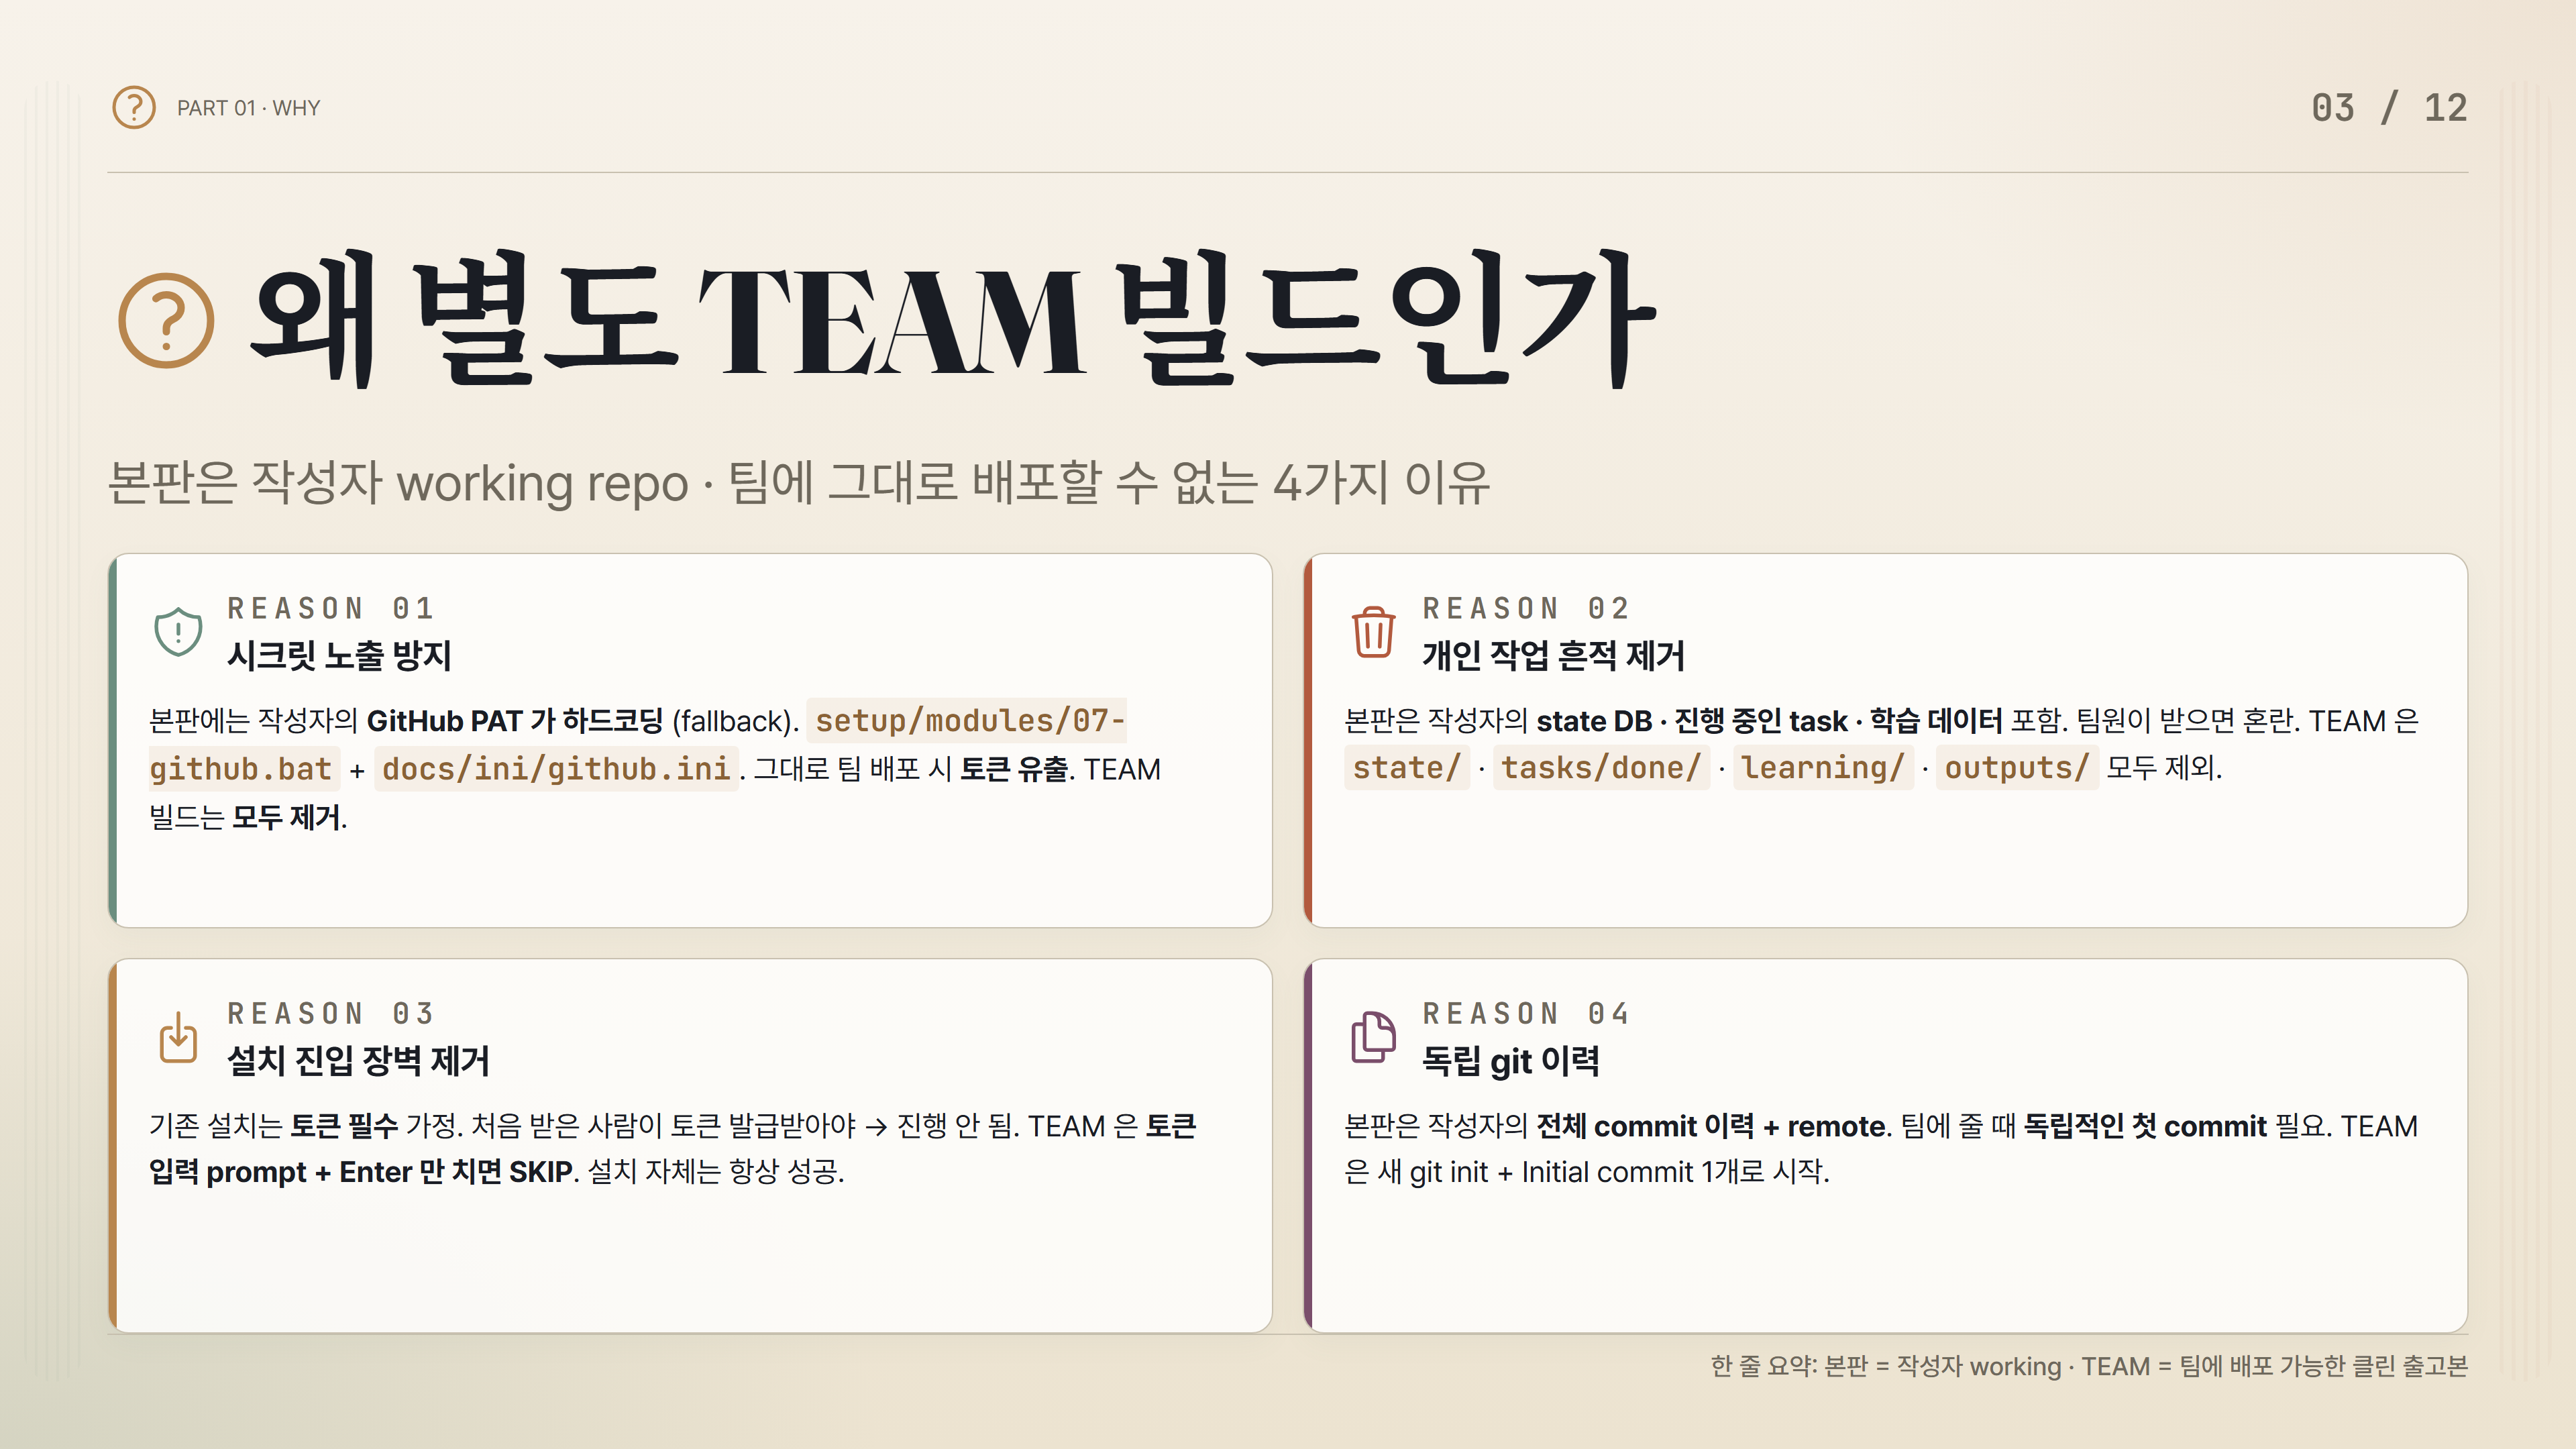 PART 01 · WHY
03 / 12
왜 별도 TEAM 빌드인가
본판은 작성자 working repo · 팀에 그대로 배포할 수 없는 4가지 이유
REASON 01
시크릿 노출 방지
본판에는 작성자의 GitHub PAT 가 하드코딩 (fallback). setup/modules/07-
github.bat + docs/ini/github.ini. 그대로 팀 배포 시 토큰 유출. TEAM
빌드는 모두 제거.
REASON 02
개인 작업 흔적 제거
본판은 작성자의 state DB · 진행 중인 task · 학습 데이터 포함. 팀원이 받으면 혼란. TEAM 은
state/ · tasks/done/ · learning/ · outputs/ 모두 제외.
REASON 03
설치 진입 장벽 제거
기존 설치는 토큰 필수 가정. 처음 받은 사람이 토큰 발급받아야 → 진행 안 됨. TEAM 은 토큰
입력 prompt + Enter 만 치면 SKIP. 설치 자체는 항상 성공.
REASON 04
독립 git 이력
본판은 작성자의 전체 commit 이력 + remote. 팀에 줄 때 독립적인 첫 commit 필요. TEAM
은 새 git init + Initial commit 1개로 시작.
한 줄 요약: 본판 = 작성자 working · TEAM = 팀에 배포 가능한 클린 출고본